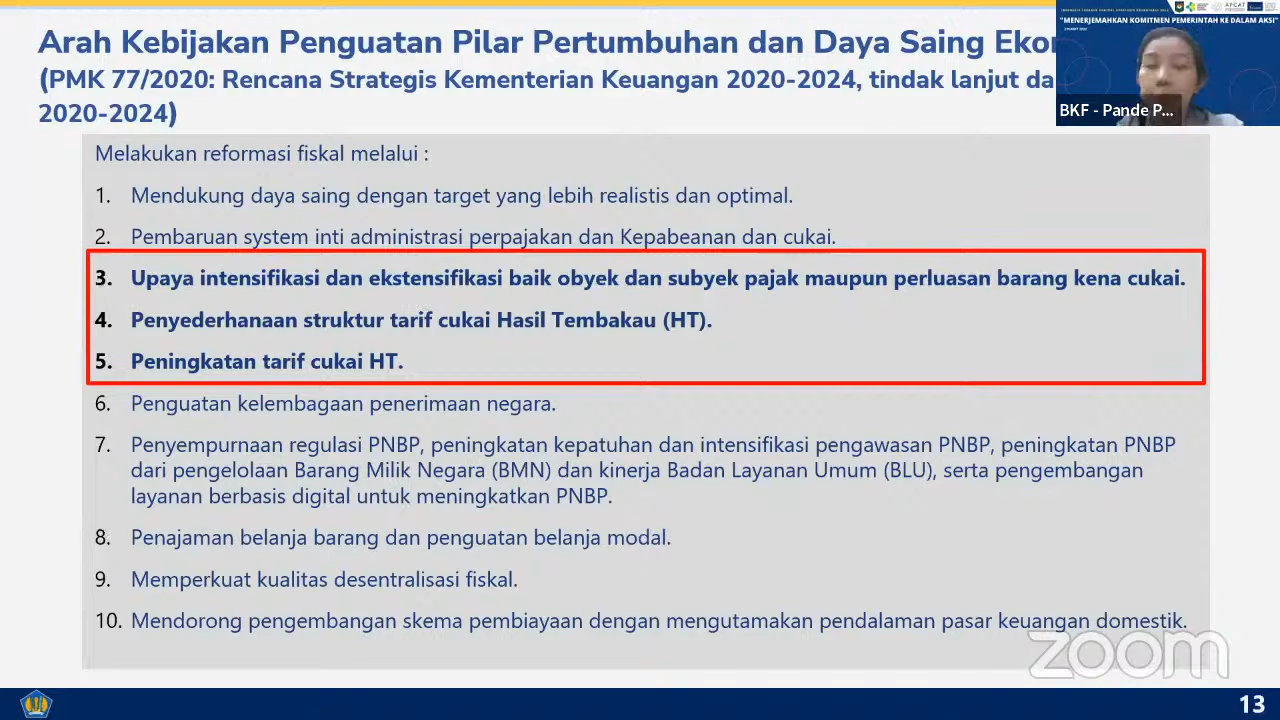 Arah Kebijakan Penguatan Pilar Pertumbuhan dan Daya Saing
(PMK 77/2020: Rencana Strategis Kementerian Keuangan 2020-2024, tindak lanjut
2020-2024)
"MENERJEMAHKAN KOMITMEN PEMERINTAH KE DALAM AKSI"
BKF - Pande P...
Melakukan reformasi fiskal melalui :
1. Mendukung daya saing dengan target yang lebih realistis dan optimal.
2. Pembaruan system inti administrasi perpajakan dan Kepabeanan dan cukai.
3. Upaya intensifikasi dan ekstensifikasi baik obyek dan subyek pajak maupun perluasan barang kena cukai.
4. Penyederhanaan struktur tarif cukai Hasil Tembakau (HT).
5. Peningkatan tarif cukai HT.
6. Penguatan kelembagaan penerimaan negara.
7. Penyempurnaan regulasi PNBP, peningkatan kepatuhan dan intensifikasi pengawasan PNBP, peningkatan PNBP
dari pengelolaan Barang Milik Negara (BMN) dan kinerja Badan Layanan Umum (BLU), serta pengembangan
layanan berbasis digital untuk meningkatkan PNBP.
8. Penajaman belanja barang dan penguatan belanja modal.
9. Memperkuat kualitas desentralisasi fiskal.
10. Mendorong pengembangan skema pembiayaan dengan mengutamakan pendalaman pasar keuangan domestik.
zoom
13